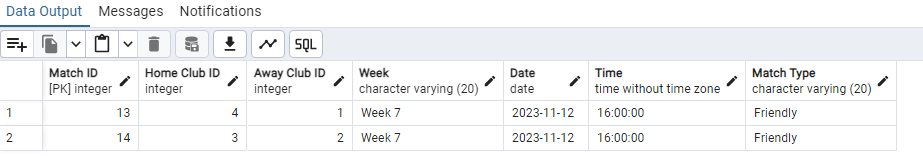 Data Output Messages Notifications
SQL
Match ID Home Club ID Away Club ID Week Date Time Match Type
[PK] integer integer integer character varying (20) date time without time zone character varying (20)
1 13 4 1 Week 7 2023-11-12 16:00:00 Friendly
2 14 3 2 Week 7 2023-11-12 16:00:00 Friendly